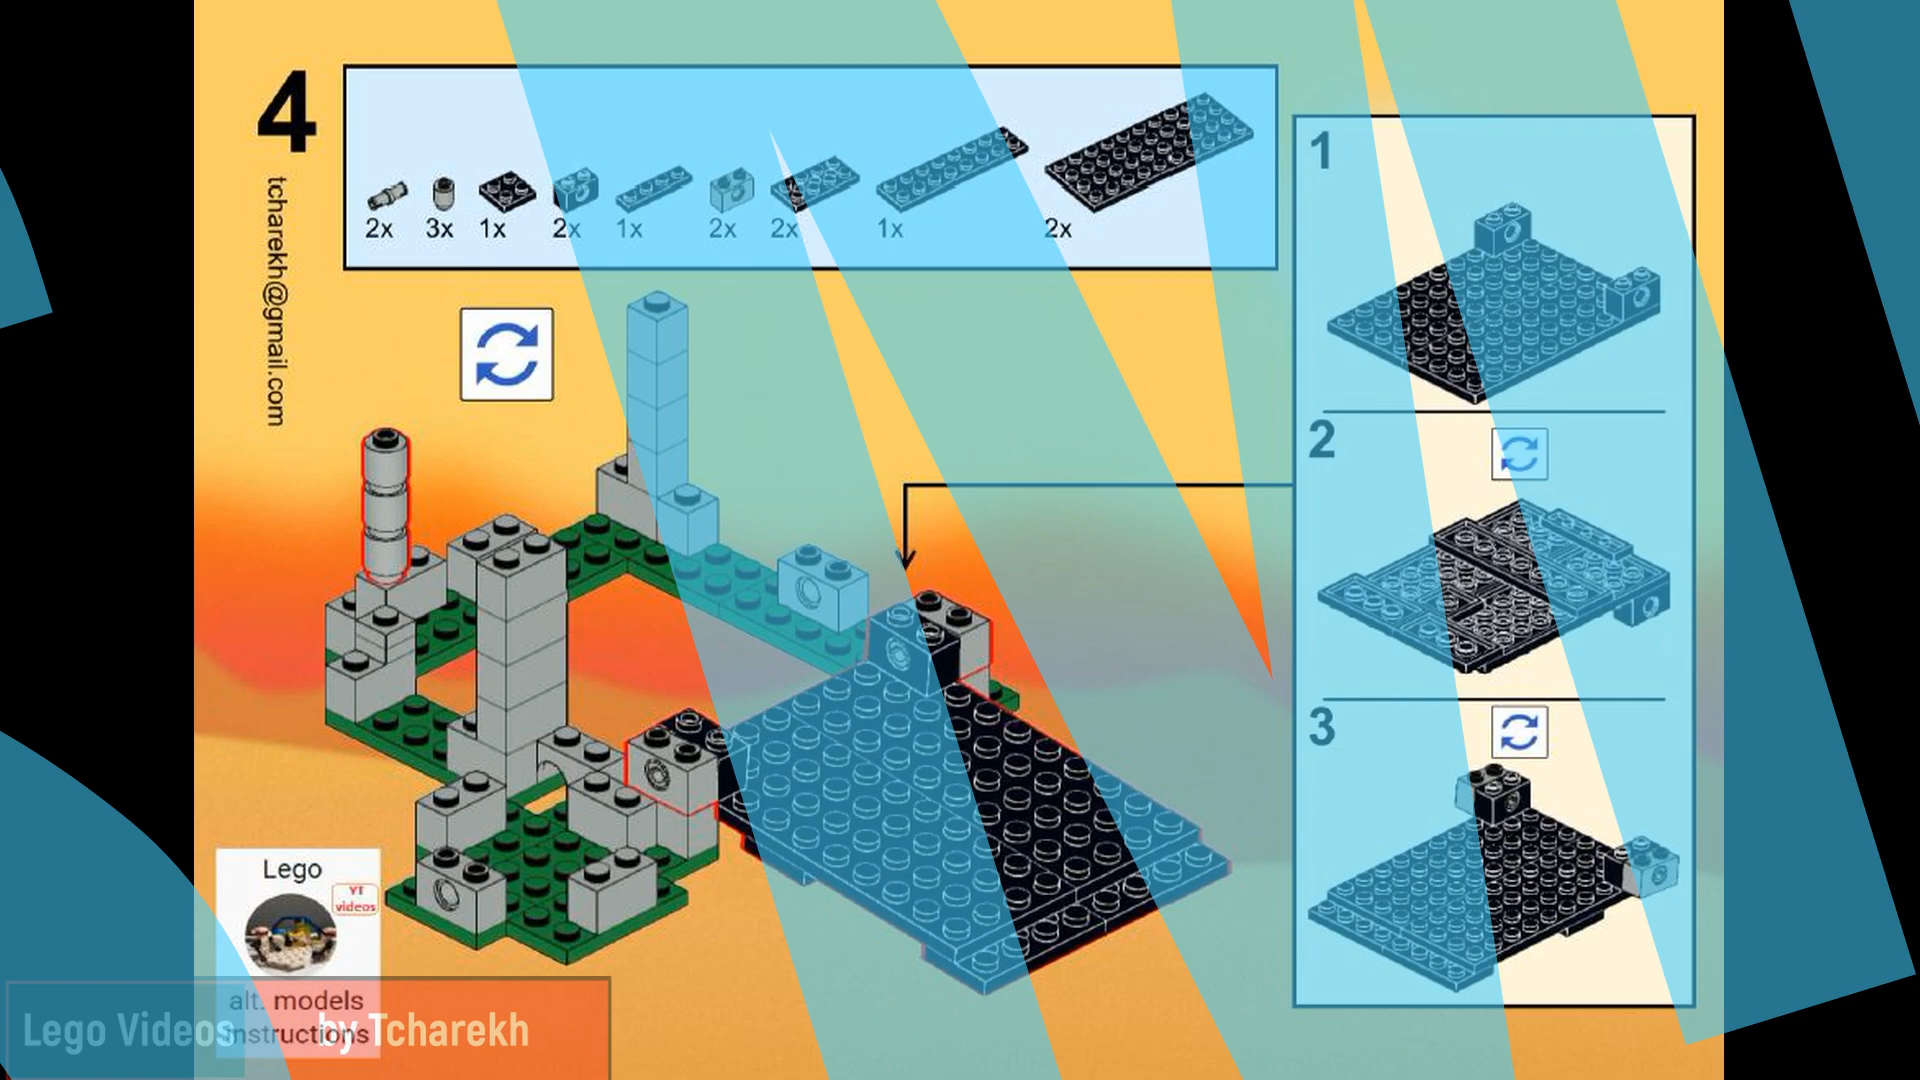 4
tcharekh@gmail.com
2x 3x 1x 2x 1x 2x 2x 1x 2x
1
2
3
Lego
YT
videos
alt. models
instructions
Lego Videos by Tcharekh